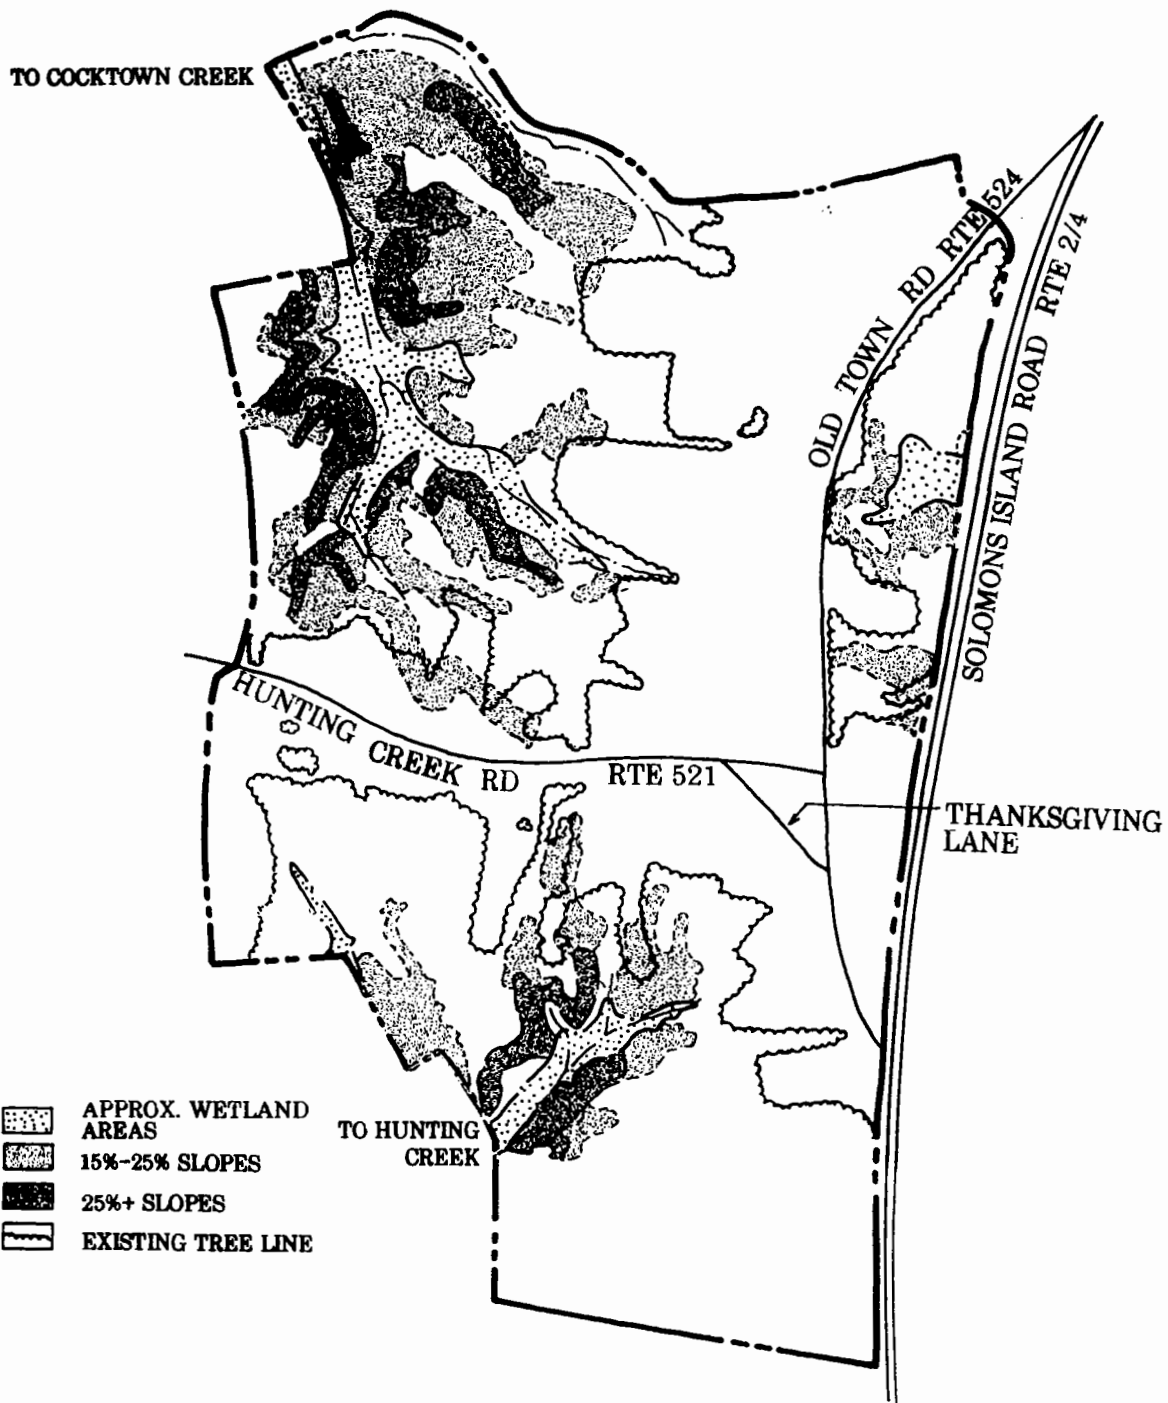 TO COCKTOWN CREEK
OLD TOWN RD RTE 524
SOLOMONS ISLAND ROAD RTE 2/4
HUNTING CREEK RD RTE 521
THANKSGIVING
LANE
APPROX. WETLAND
AREAS
15%-25% SLOPES
25%+ SLOPES
EXISTING TREE LINE
TO HUNTING
CREEK